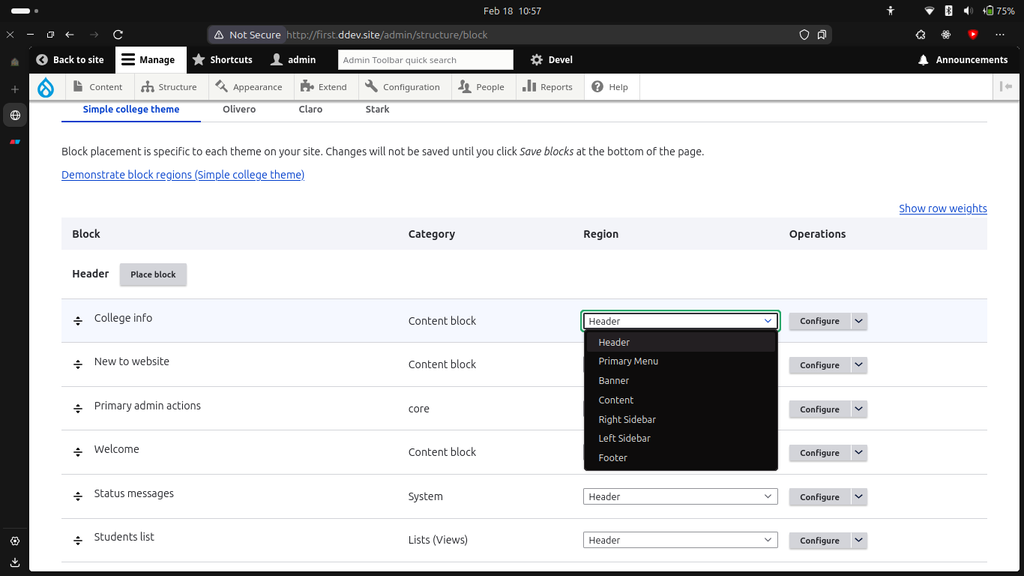 Feb 18 10:57
75%
Not Secure http://first.ddev.site/admin/structure/block
Back to site Manage Shortcuts admin Admin Toolbar quick search Devel Announcements
Content Structure Appearance Extend Configuration People Reports Help
Simple college theme Olivero Claro Stark
Block placement is specific to each theme on your site. Changes will not be saved until you click Save blocks at the bottom of the page.
Demonstrate block regions (Simple college theme)
Show row weights
Block Category Region Operations
Header Place block
College info Content block Header Configure
Header
Primary Menu
Banner
Content
Right Sidebar
Left Sidebar
Footer
New to website Content block Configure
Primary admin actions core Configure
Welcome Content block Configure
Status messages System Header Configure
Students list Lists (Views) Header Configure